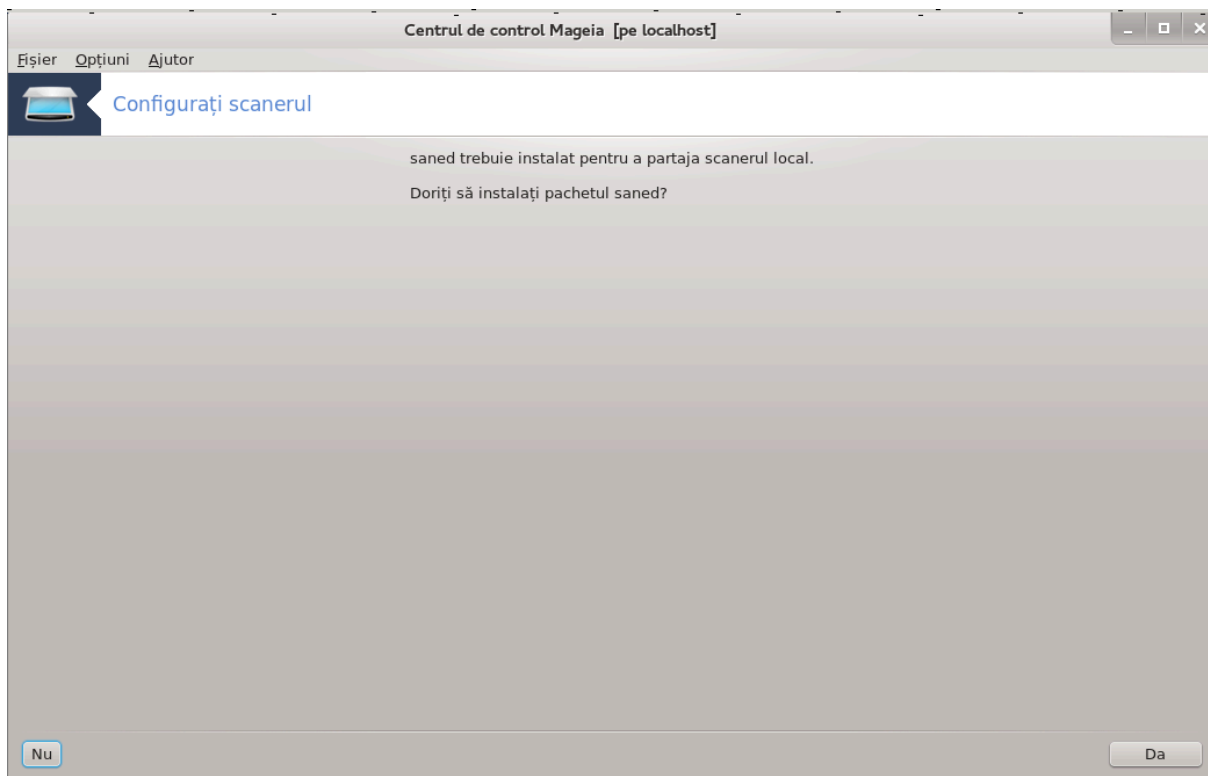 Centrul de control Mageia [pe localhost]
Fișier Opțiuni Ajutor
Configurați scanerul
saned trebuie instalat pentru a partaja scanerul local.
Doriți să instalați pachetul saned?
Nu Da